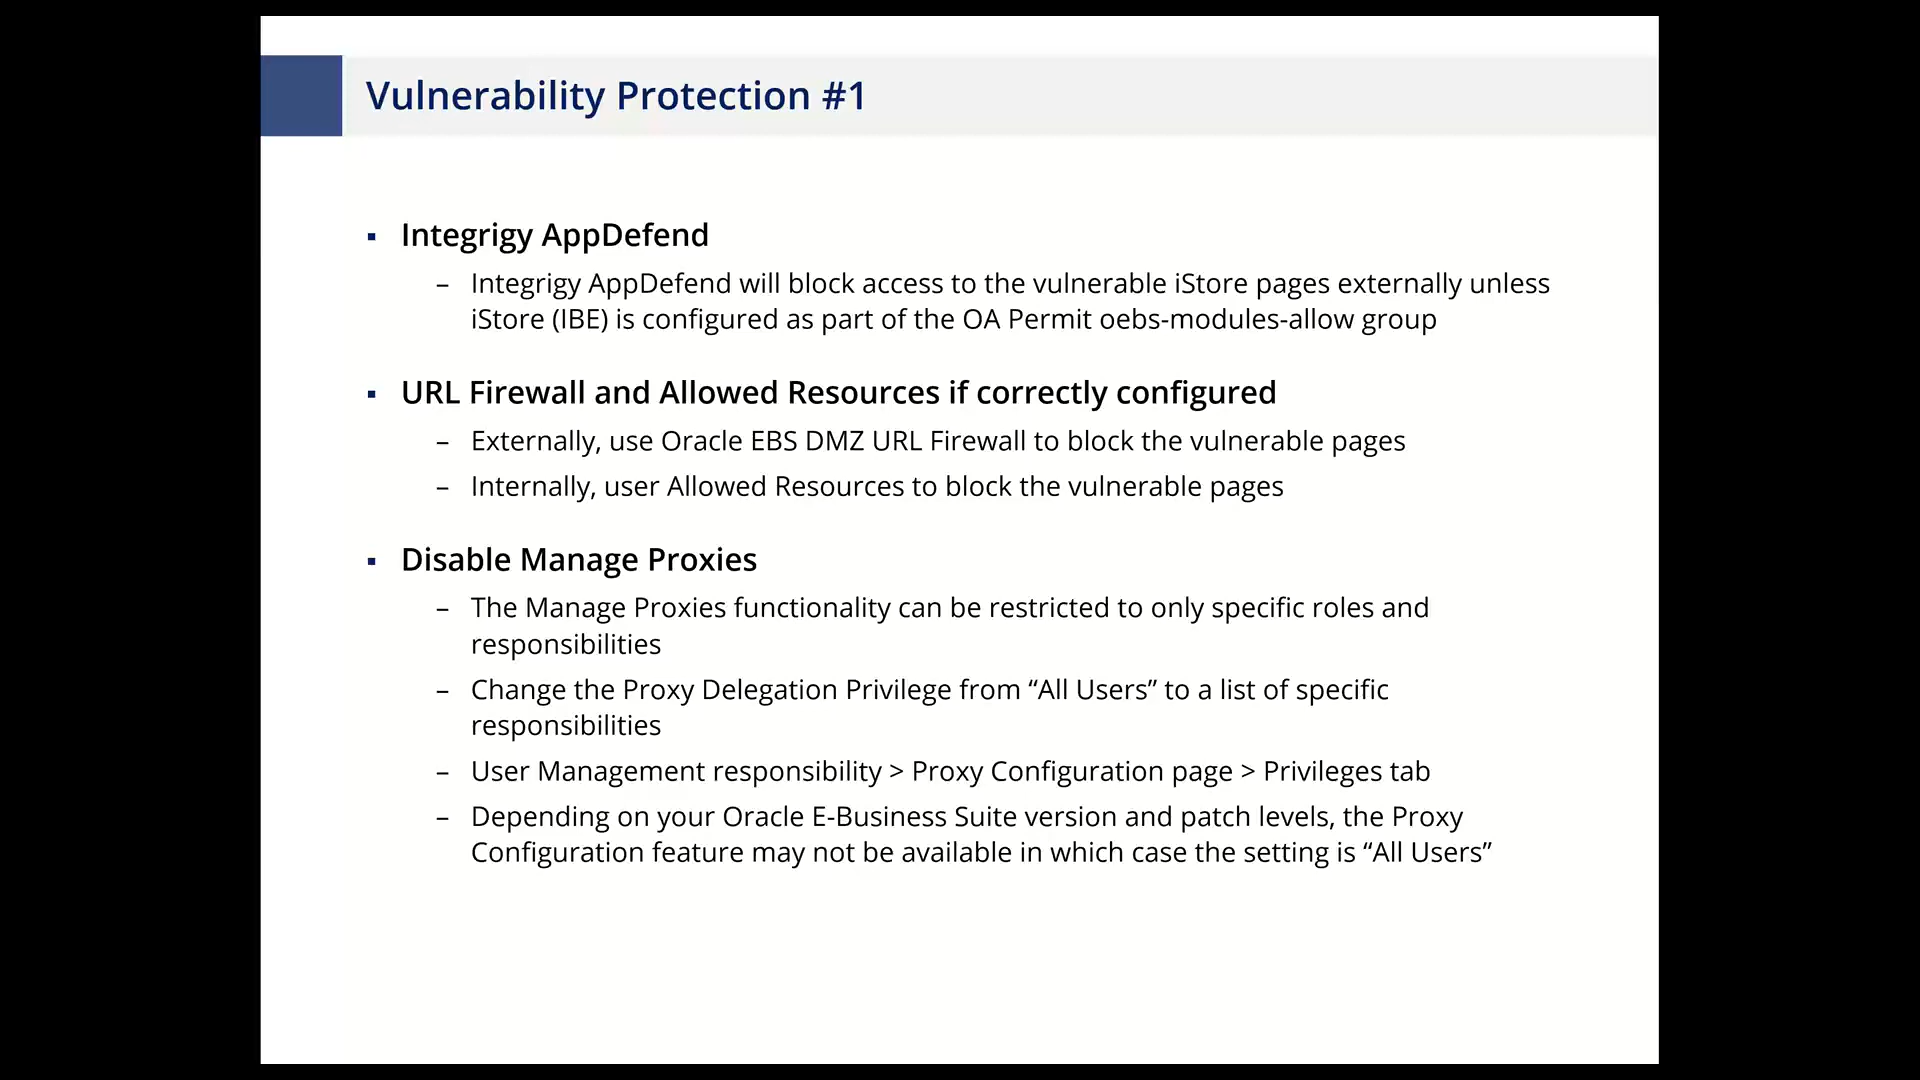 Vulnerability Protection #1
▪ Integrigy AppDefend
– Integrigy AppDefend will block access to the vulnerable iStore pages externally unless
iStore (IBE) is configured as part of the OA Permit oebs-modules-allow group
▪ URL Firewall and Allowed Resources if correctly configured
– Externally, use Oracle EBS DMZ URL Firewall to block the vulnerable pages
– Internally, user Allowed Resources to block the vulnerable pages
▪ Disable Manage Proxies
– The Manage Proxies functionality can be restricted to only specific roles and
responsibilities
– Change the Proxy Delegation Privilege from “All Users” to a list of specific
responsibilities
– User Management responsibility > Proxy Configuration page > Privileges tab
– Depending on your Oracle E-Business Suite version and patch levels, the Proxy
Configuration feature may not be available in which case the setting is “All Users”